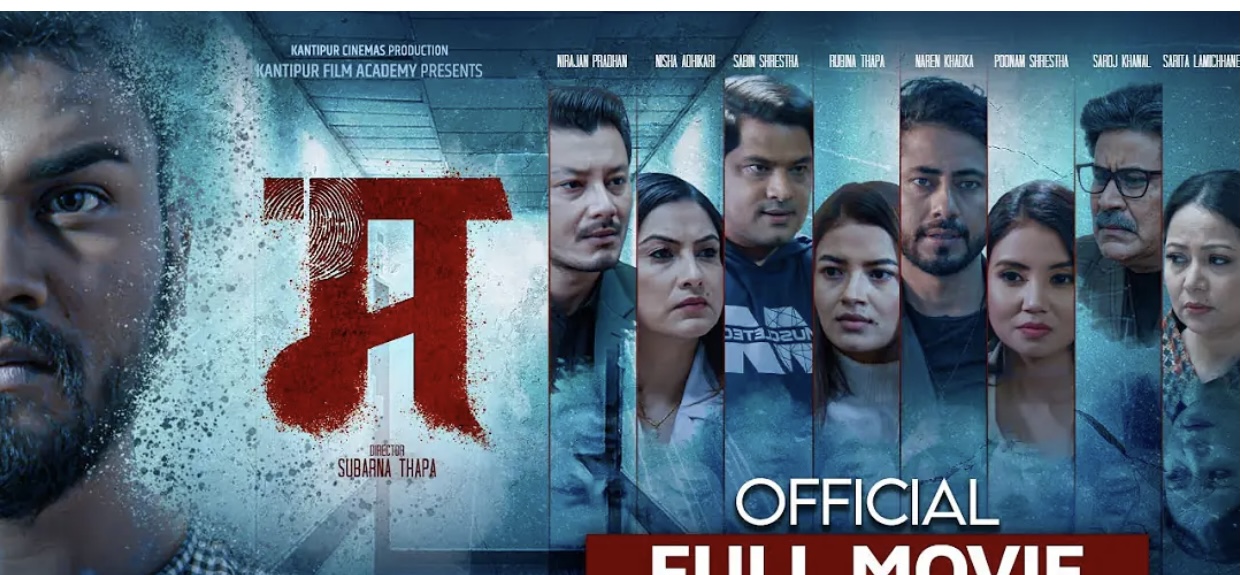 KANTIPUR CINEMAS PRODUCTION
KANTIPUR FILM ACADEMY PRESENTS
म
DIRECTOR
SUBARNA THAPA
NIRAJAN PRADHAN NISHA ADHIKARI SABIN SHRESTHA RUBINA THAPA NAREN KHADKA POONAM SHRESTHA SAROJ KHANAL SARITA LAMICHHANE
OFFICIAL
FULL MOVIE